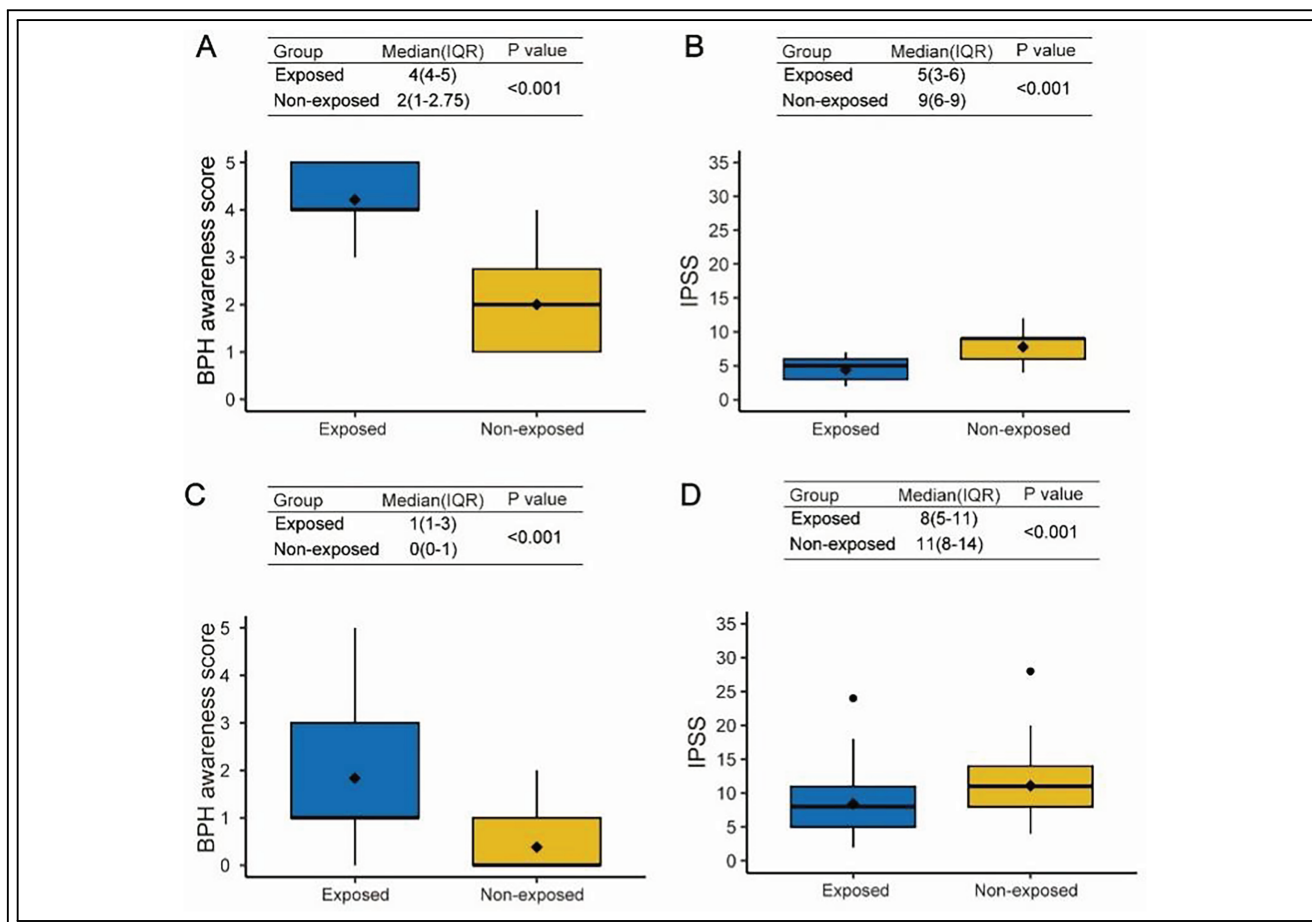 A
Group Median(IQR) P value
Exposed 4(4-5)
<0.001
Non-exposed 2(1-2.75)
BPH awareness score
5
4
3
2
1
0
Exposed Non-exposed
B
Group Median(IQR) P value
Exposed 5(3-6)
<0.001
Non-exposed 9(6-9)
IPSS
35
30
25
20
15
10
5
0
Exposed Non-exposed
C
Group Median(IQR) P value
Exposed 1(1-3)
<0.001
Non-exposed 0(0-1)
BPH awareness score
5
4
3
2
1
0
Exposed Non-exposed
D
Group Median(IQR) P value
Exposed 8(5-11)
<0.001
Non-exposed 11(8-14)
IPSS
35
30
25
20
15
10
5
0
Exposed Non-exposed